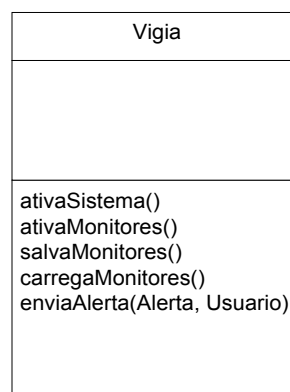 Vigia
ativaSistema()
ativaMonitores()
salvaMonitores()
carregaMonitores()
enviaAlerta(Alerta, Usuario)